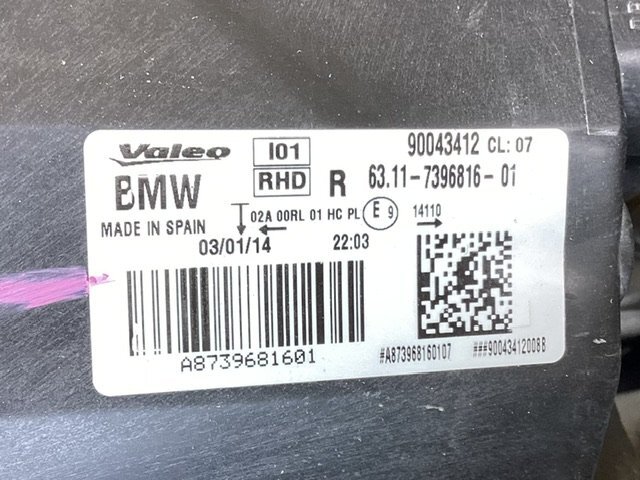 Valeo I01 90043412 CL: 07
BMW RHD R 63.11-7396816-01
MADE IN SPAIN 02A 00RL 01 HC PL E 9 14110
03/01/14 22:03
A8739681601 #A873968160107 ###90043412008B